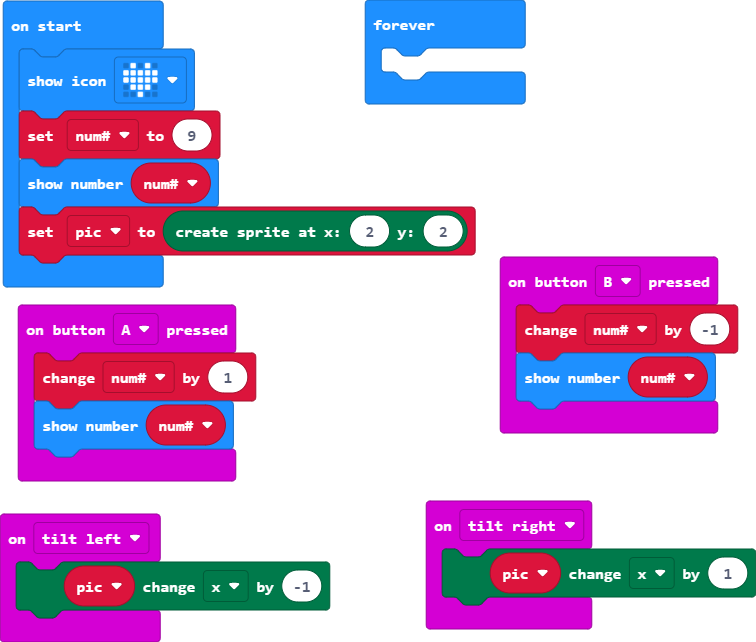 on start
show icon
set num# to 9
show number num#
set pic to create sprite at x: 2 y: 2
forever
on button A pressed
change num# by 1
show number num#
on button B pressed
change num# by -1
show number num#
on tilt left
pic change x by -1
on tilt right
pic change x by 1